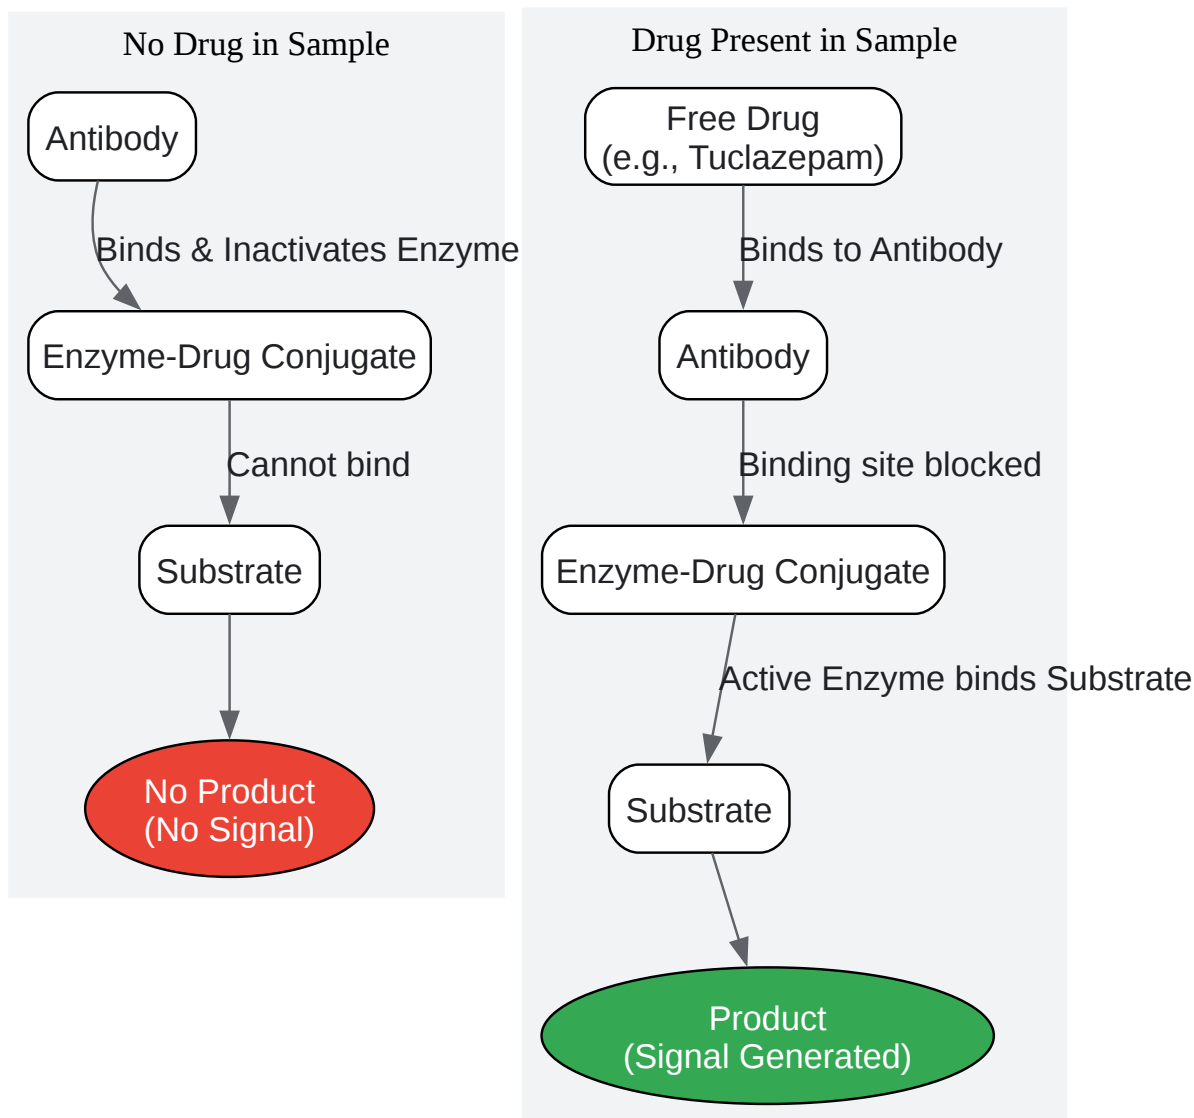 No Drug in Sample
Antibody
Binds & Inactivates Enzyme
Enzyme-Drug Conjugate
Cannot bind
Substrate
No Product
(No Signal)
Drug Present in Sample
Free Drug
(e.g., Tuclazepam)
Binds to Antibody
Antibody
Binding site blocked
Enzyme-Drug Conjugate
Active Enzyme binds Substrate
Substrate
Product
(Signal Generated)